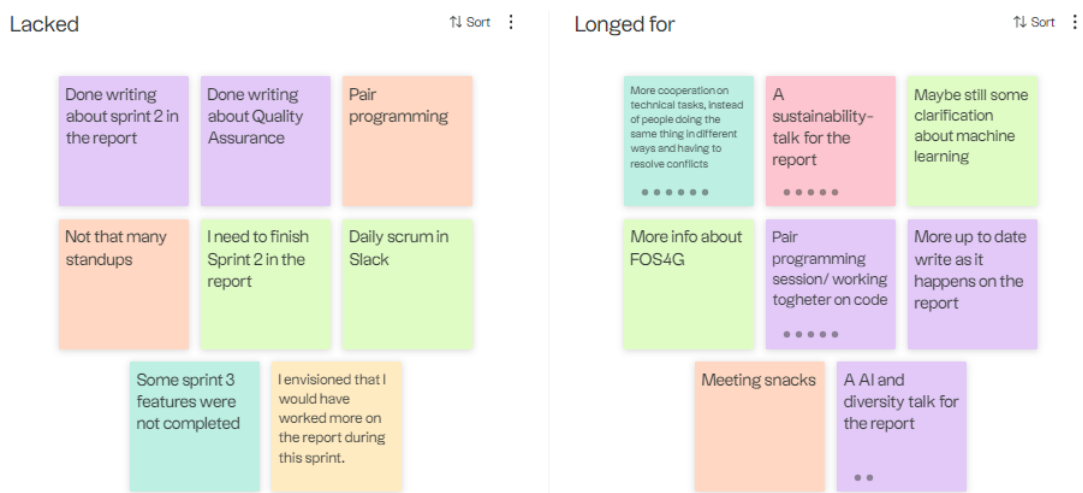 Lacked
Sort
Longed for
Sort
Done writing
about sprint 2 in
the report
Done writing
about Quality
Assurance
Pair
programming
Not that many
standups
I need to finish
Sprint 2 in the
report
Daily scrum in
Slack
Some sprint 3
features were
not completed
I envisioned that I
would have
worked more on
the report during
this sprint.
More cooperation on
technical tasks, instead
of people doing the
same thing in different
ways and having to
resolve conflicts
A
sustainability-
talk for the
report
Maybe still some
clarification
about machine
learning
More info about
FOS4G
Pair
programming
session/ working
togheter on code
More up to date
write as it
happens on the
report
Meeting snacks
A AI and
diversity talk for
the report